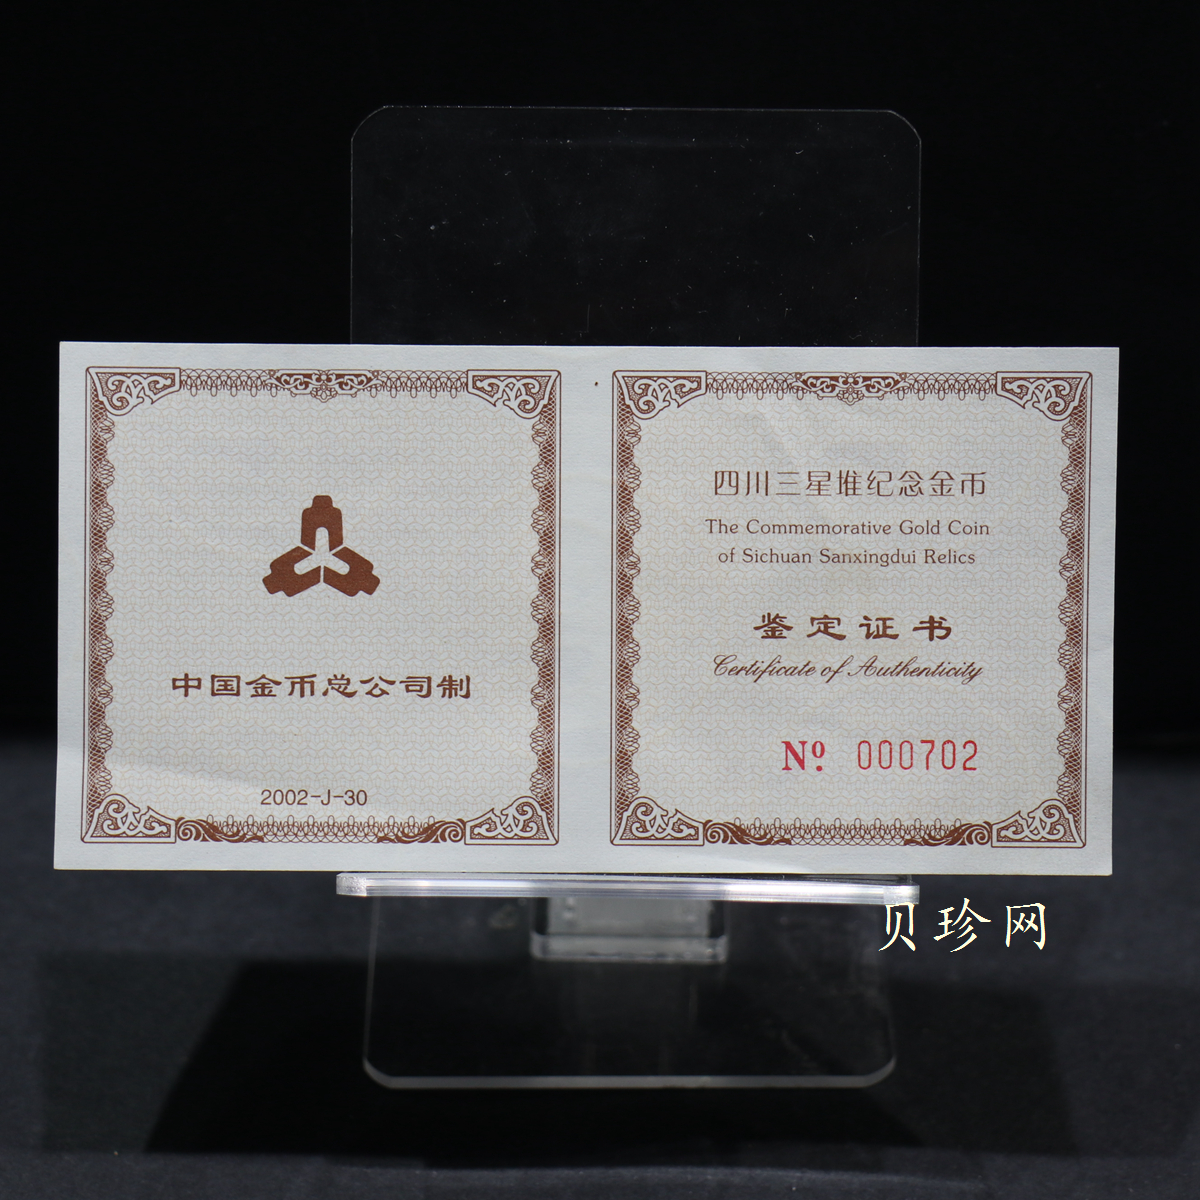 中国金币总公司制
2002-J-30
四川三星堆纪念金币
The Commemorative Gold Coin
of Sichuan Sanxingdui Relics
鉴定证书
Certificate of Authenticity
Nº 000702
贝珍网